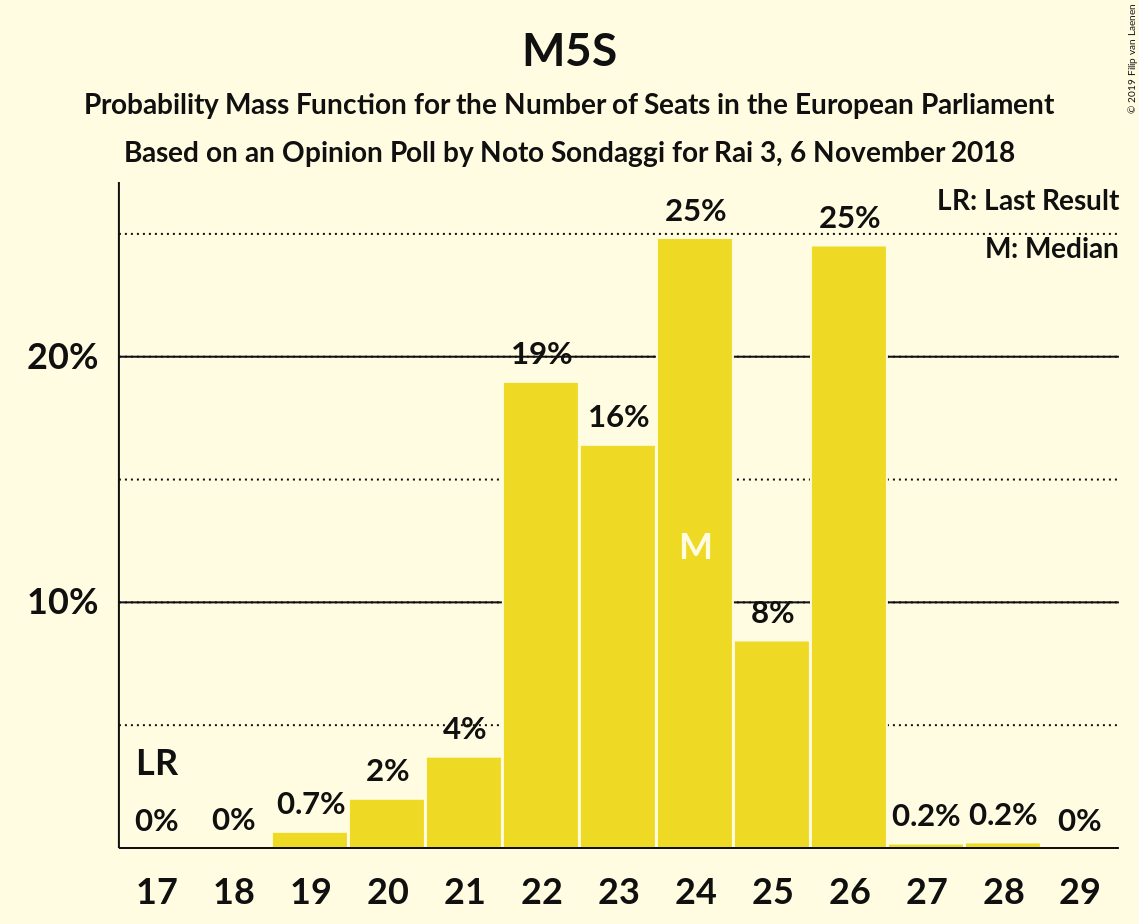 M5S
Probability Mass Function for the Number of Seats in the European Parliament
Based on an Opinion Poll by Noto Sondaggi for Rai 3, 6 November 2018
© 2019 Filip van Laenen
LR: Last Result
M: Median
20%
10%
LR
0%
0%
0.7%
2%
4%
19%
16%
25%
M
8%
25%
0.2%
0.2%
0%
17 18 19 20 21 22 23 24 25 26 27 28 29